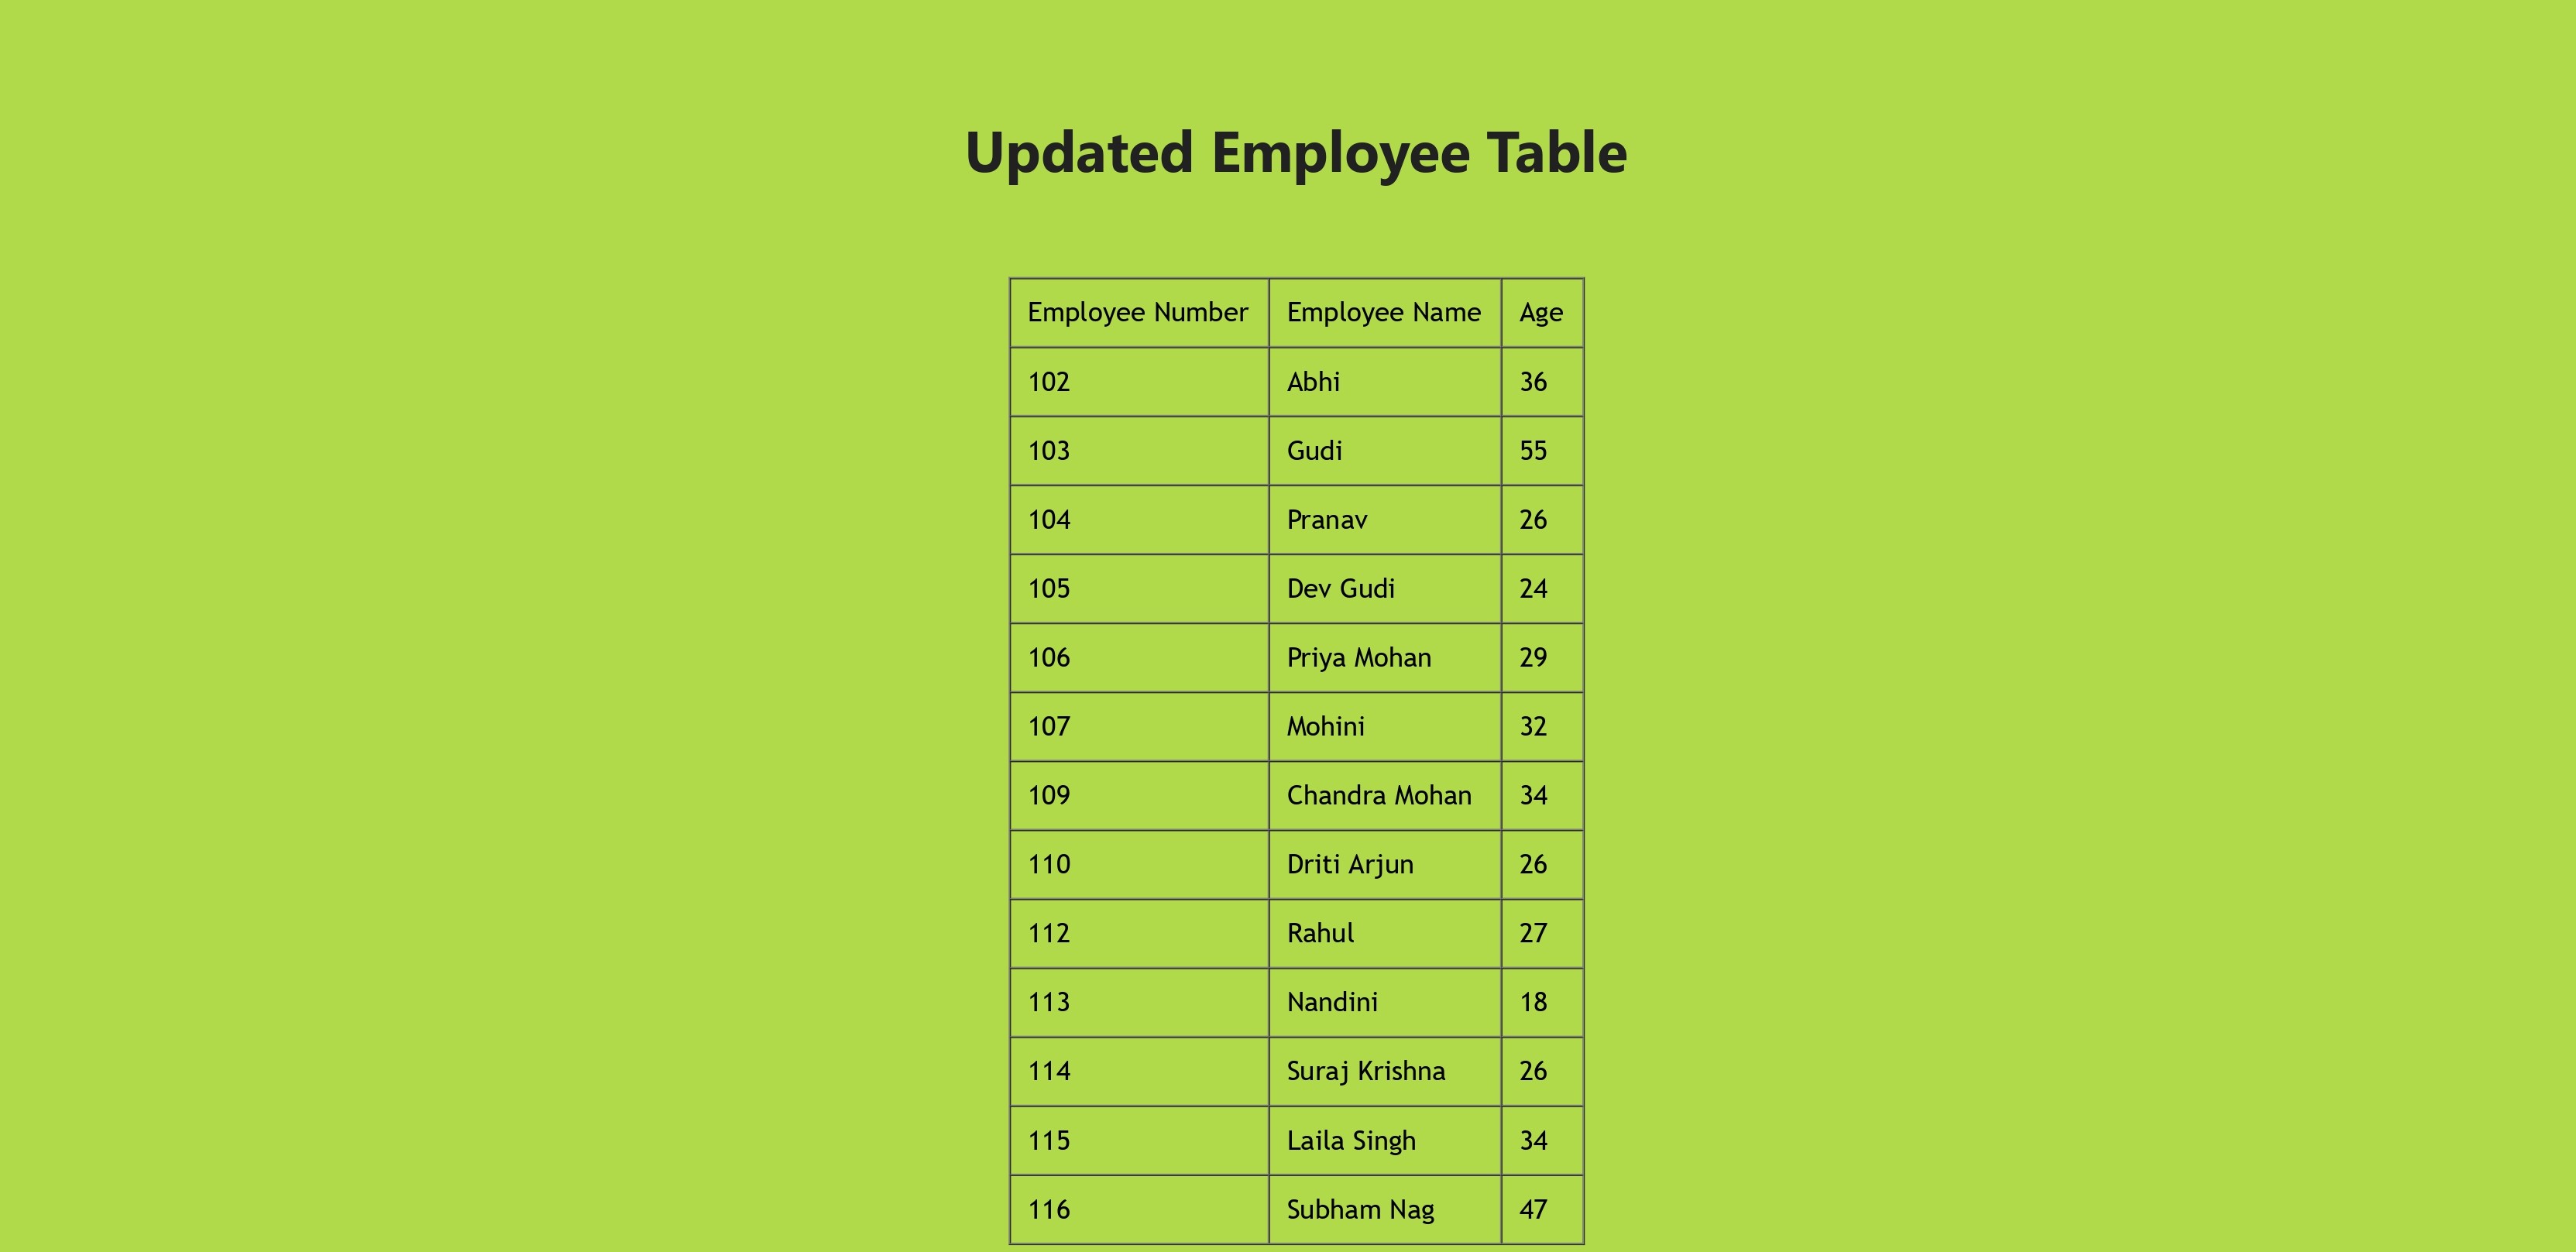 Updated Employee Table
Employee Number Employee Name Age
102 Abhi 36
103 Gudi 55
104 Pranav 26
105 Dev Gudi 24
106 Priya Mohan 29
107 Mohini 32
109 Chandra Mohan 34
110 Driti Arjun 26
112 Rahul 27
113 Nandini 18
114 Suraj Krishna 26
115 Laila Singh 34
116 Subham Nag 47